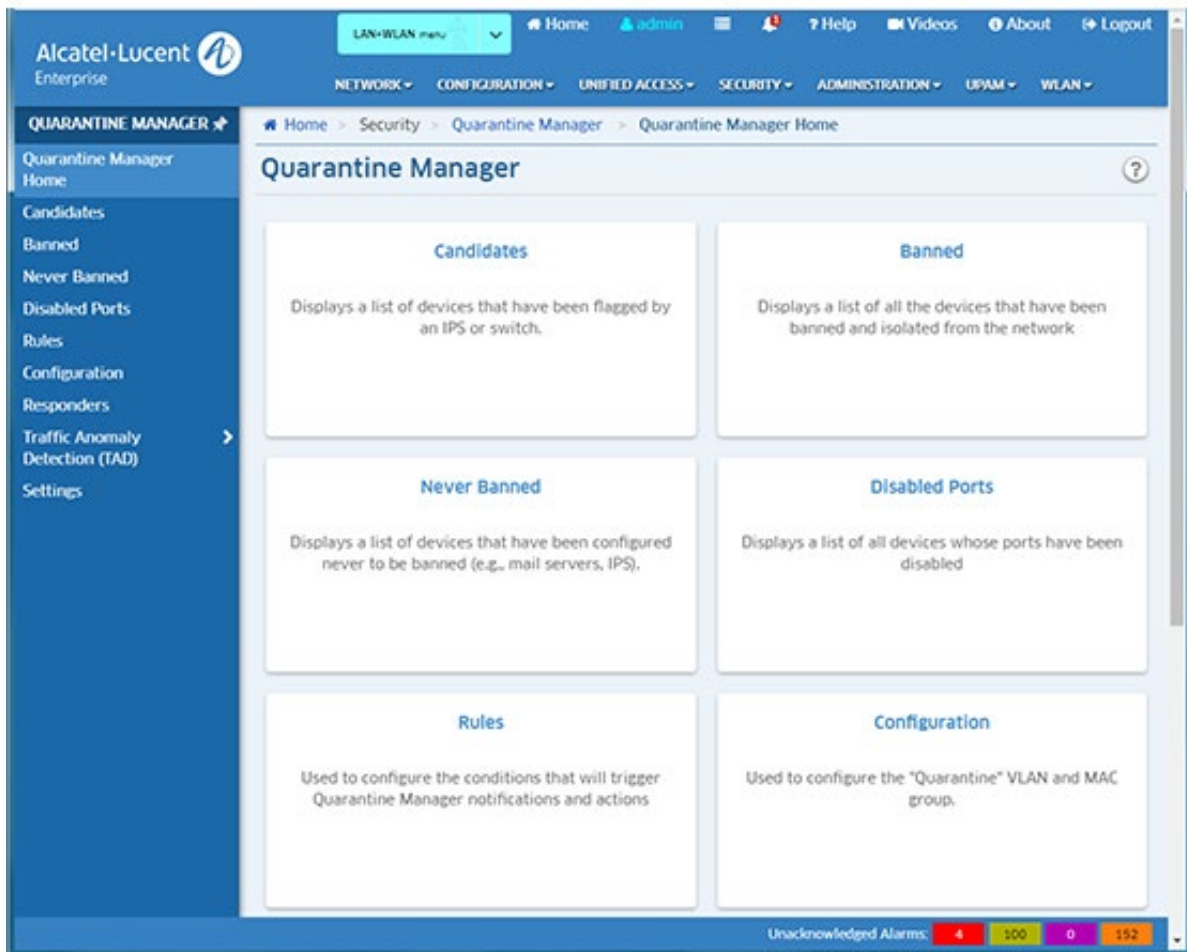 Alcatel·Lucent
Enterprise
LAN+WLAN menu
Home admin ? Help Videos About Logout
NETWORK CONFIGURATION UNIFIED ACCESS SECURITY ADMINISTRATION UPAM WLAN
QUARANTINE MANAGER
Home > Security > Quarantine Manager > Quarantine Manager Home
Quarantine Manager
Home
Candidates
Banned
Never Banned
Disabled Ports
Rules
Configuration
Responders
Traffic Anomaly
Detection (TAD)
Settings
Quarantine Manager
?
Candidates
Displays a list of devices that have been flagged by
an IPS or switch.
Banned
Displays a list of all the devices that have been
banned and isolated from the network
Never Banned
Displays a list of devices that have been configured
never to be banned (e.g., mail servers, IPS).
Disabled Ports
Displays a list of all devices whose ports have been
disabled
Rules
Used to configure the conditions that will trigger
Quarantine Manager notifications and actions
Configuration
Used to configure the "Quarantine" VLAN and MAC
group.
Unacknowledged Alarms: 4 100 0 152